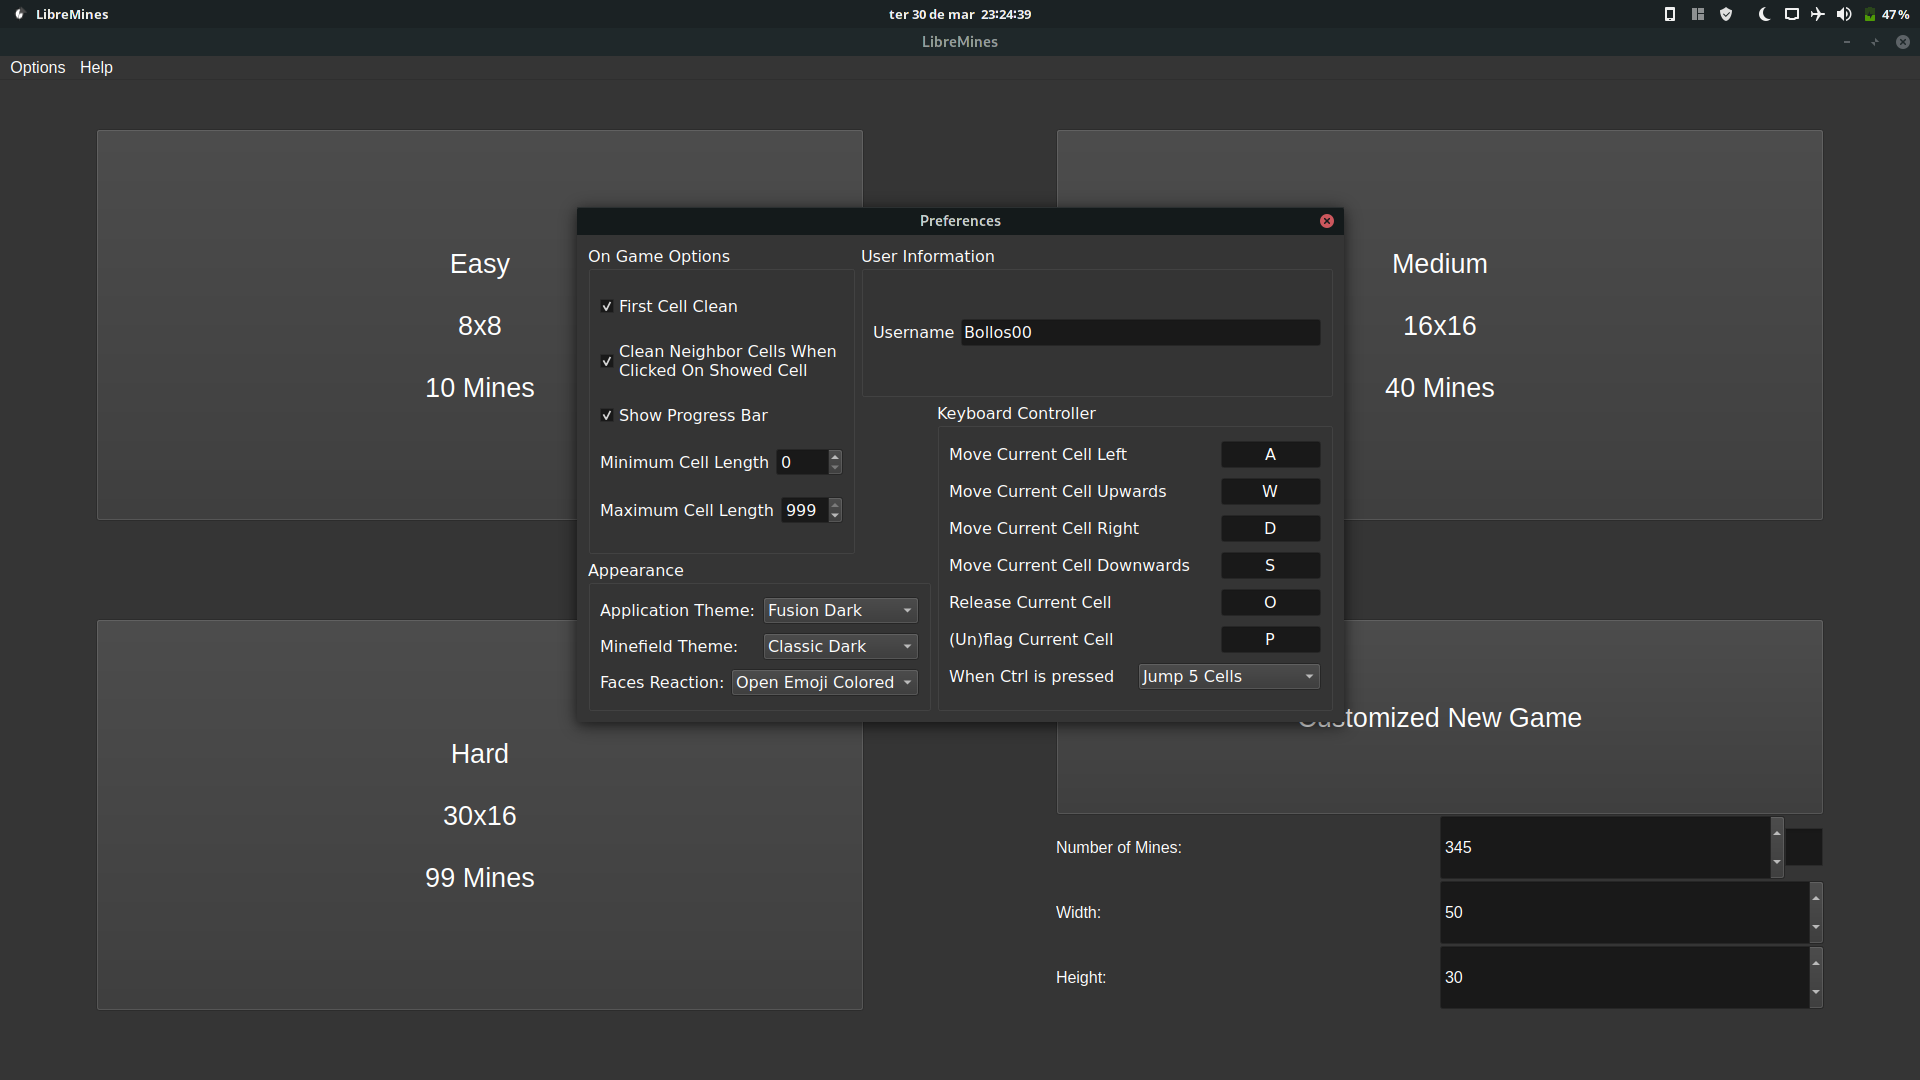 LibreMines
ter 30 de mar 23:24:39
47%
LibreMines
Options Help
Easy
8x8
10 Mines
Medium
16x16
40 Mines
Preferences
On Game Options
First Cell Clean
Clean Neighbor Cells When
Clicked On Showed Cell
Show Progress Bar
Minimum Cell Length 0
Maximum Cell Length 999
User Information
Username Bollos00
Appearance
Application Theme: Fusion Dark
Minefield Theme: Classic Dark
Faces Reaction: Open Emoji Colored
Keyboard Controller
Move Current Cell Left A
Move Current Cell Upwards W
Move Current Cell Right D
Move Current Cell Downwards S
Release Current Cell O
(Un)flag Current Cell P
When Ctrl is pressed Jump 5 Cells
Hard
30x16
99 Mines
Customized New Game
Number of Mines: 345
Width: 50
Height: 30